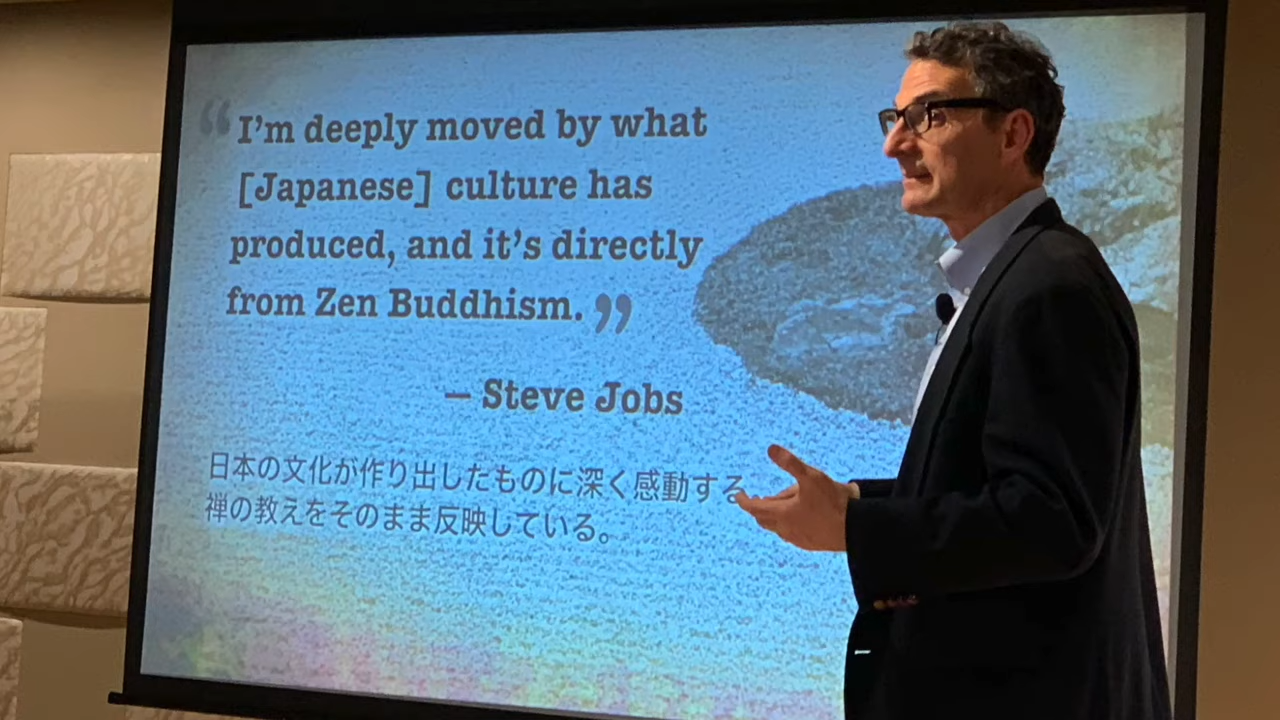 “I’m deeply moved by what
[Japanese] culture has
produced, and it’s directly
from Zen Buddhism.”
– Steve Jobs
日本の文化が作り出したものに深く感動する
禅の教えをそのまま反映している。